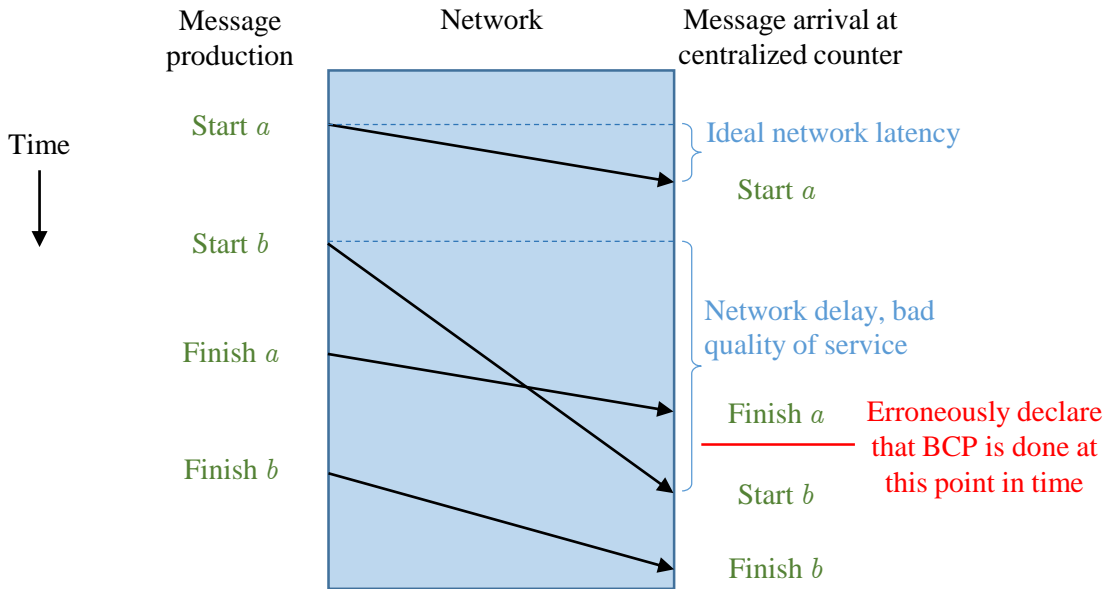 Message
production
Network
Message arrival at
centralized counter
Time
Start a
Ideal network latency
Start a
Start b
Network delay, bad
quality of service
Finish a
Finish a
Erroneously declare
that BCP is done at
this point in time
Finish b
Start b
Finish b